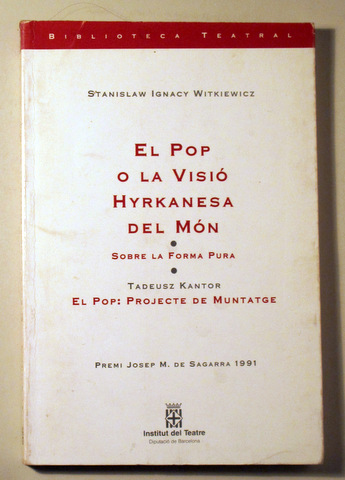 Biblioteca Teatral
Stanislaw Ignacy Witkiewicz
El Pop
o la Visió
Hyrkanesa
del Món
•
Sobre la Forma Pura
•
Tadeusz Kantor
El Pop: Projecte de Muntatge
Premi Josep M. de Sagarra 1991
Institut del Teatre
Diputació de Barcelona